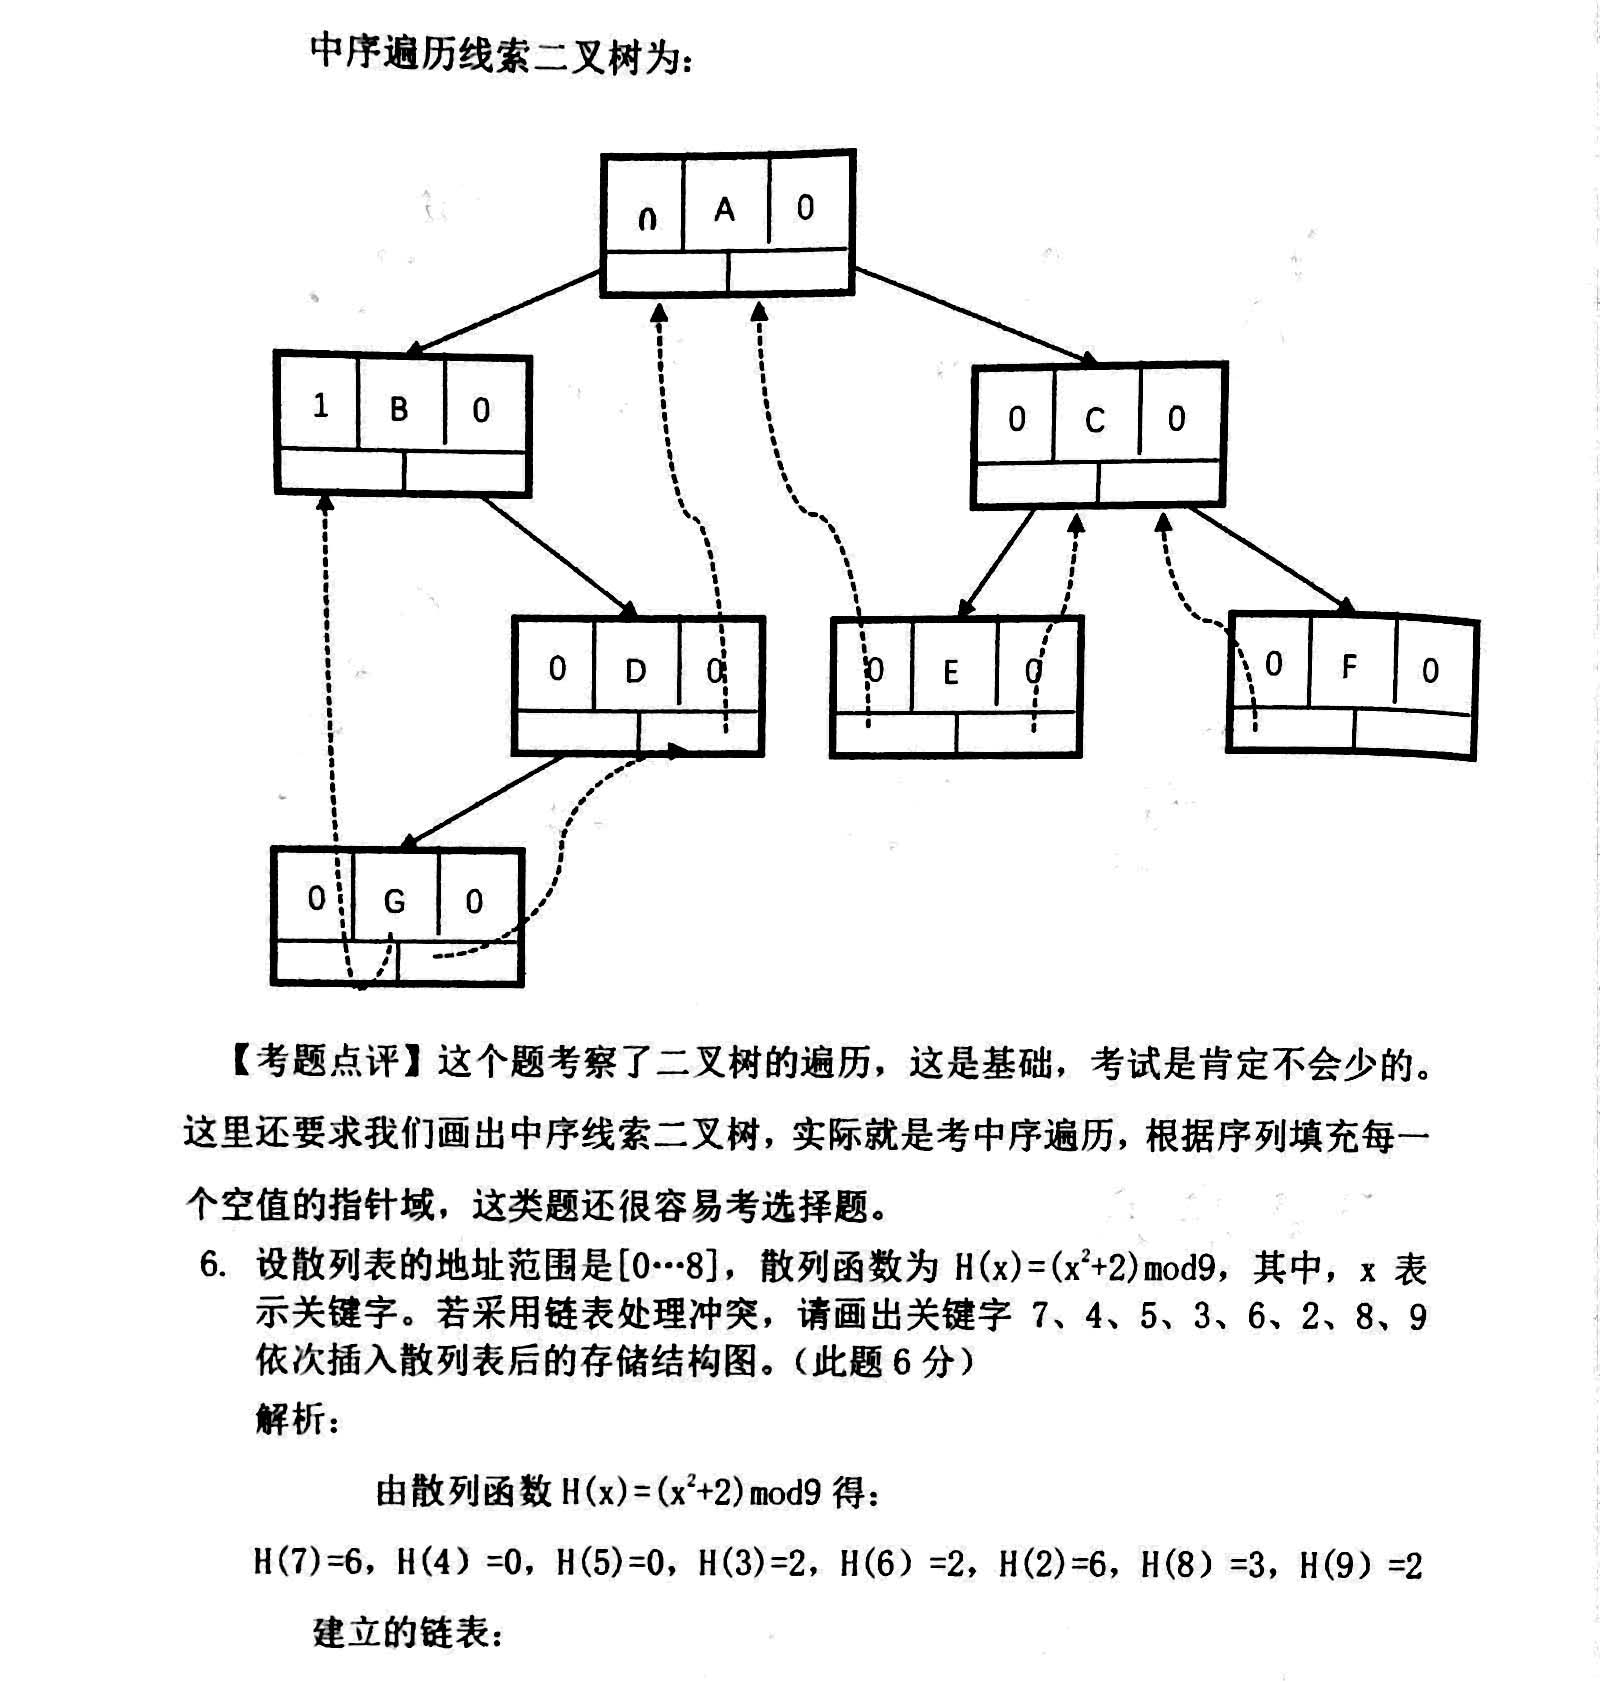 中序遍历线索二叉树为:
0 A 0
1 B 0
0 C 0
0 D 0
0 E 0
0 F 0
0 G 0
【考题点评】这个题考察了二叉树的遍历，这是基础，考试是肯定不会少的。
这里还要求我们画出中序线索二叉树，实际就是考中序遍历，根据序列填充每一
个空值的指针域，这类题还很容易考选择题。
6. 设散列表的地址范围是[0…8]，散列函数为 H(x)=(x²+2)mod9，其中，x 表
示关键字。若采用链表处理冲突，请画出关键字 7、4、5、3、6、2、8、9
依次插入散列表后的存储结构图。（此题 6 分）
解析：
由散列函数 H(x)=(x²+2)mod9 得：
H(7)=6，H(4) =0，H(5)=0，H(3)=2，H(6) =2，H(2)=6，H(8) =3，H(9) =2
建立的链表：